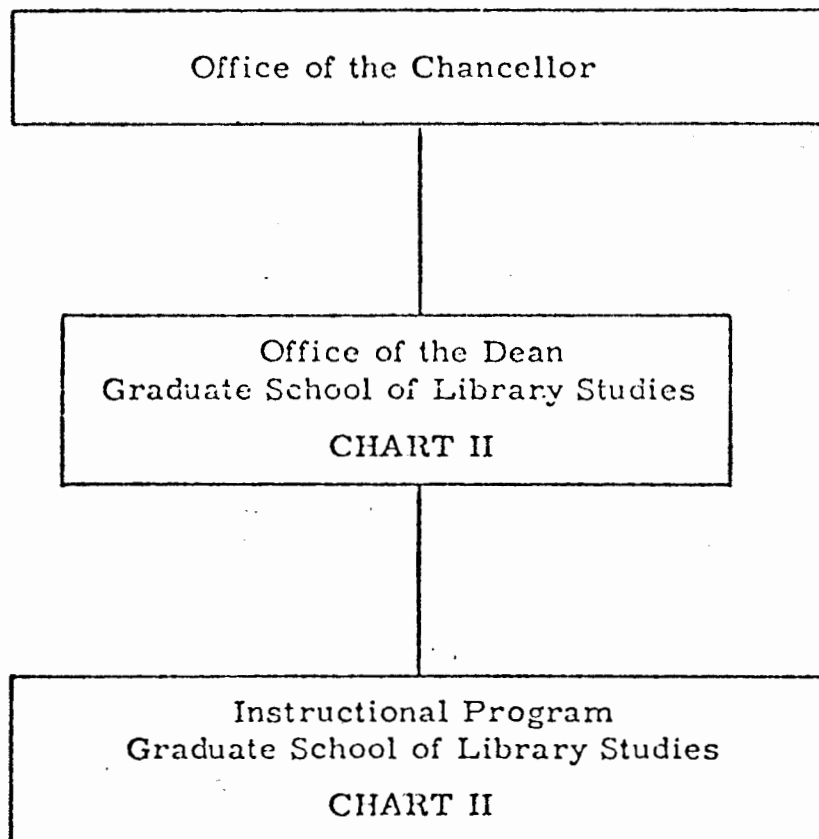 Office of the Chancellor
Office of the Dean
Graduate School of Library Studies
CHART II
Instructional Program
Graduate School of Library Studies
CHART II